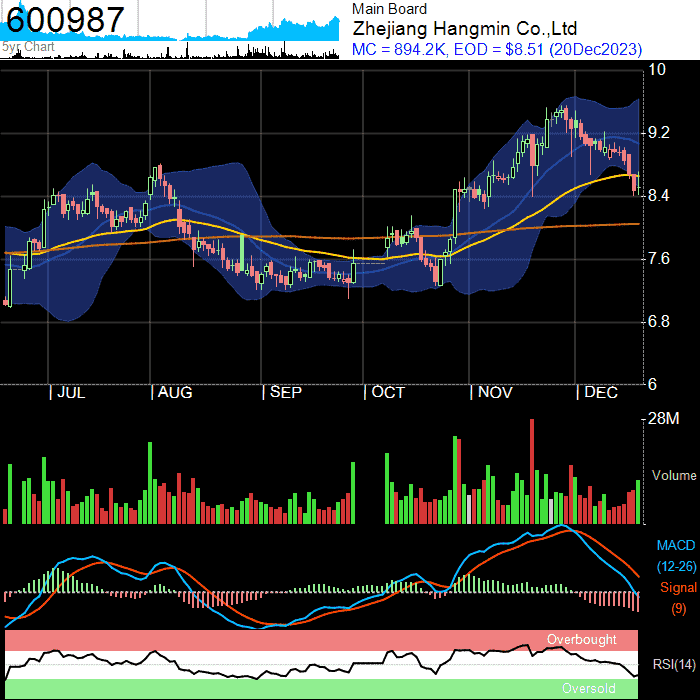 600987
5yr Chart
Main Board
Zhejiang Hangmin Co.,Ltd
MC = 894.2K, EOD = $8.51 (20Dec2023)
10
9.2
8.4
7.6
6.8
6
JUL
AUG
SEP
OCT
NOV
DEC
28M
Volume
MACD
(12-26)
Signal
(9)
Overbought
RSI(14)
Oversold